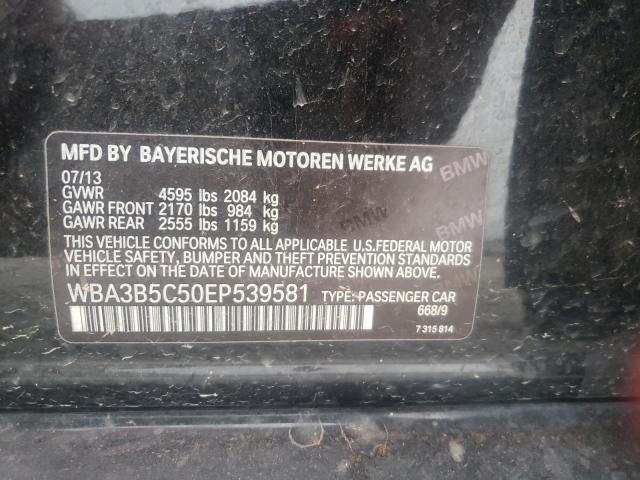 MFD BY BAYERISCHE MOTOREN WERKE AG
07/13
GVWR 4595 lbs 2084 kg
GAWR FRONT 2170 lbs 984 kg
GAWR REAR 2555 lbs 1159 kg
THIS VEHICLE CONFORMS TO ALL APPLICABLE U.S.FEDERAL MOTOR
VEHICLE SAFETY, BUMPER AND THEFT PREVENTION STANDARDS
IN EFFECT ON THE DATE OF MANUFACTURE SHOWN ABOVE.
WBA3B5C50EP539581 TYPE: PASSENGER CAR
668/9
7 315 814
BMW
BMW
BMW